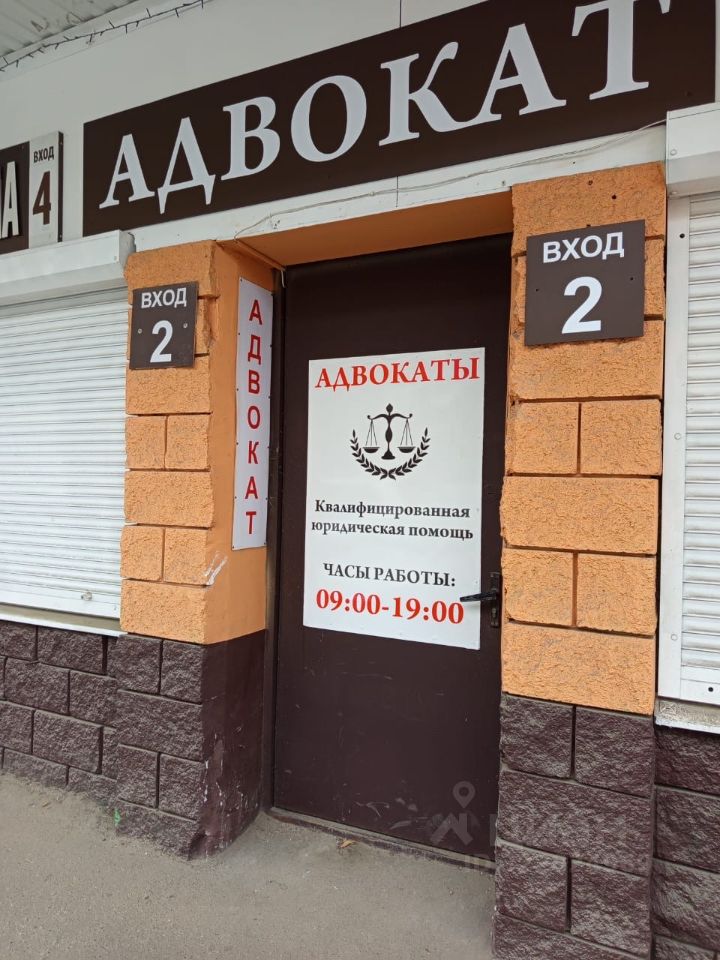 АДВОКАТ
А
ВХОД
4
ВХОД
2
АДВОКАТ
ВХОД
2
АДВОКАТЫ
Квалифицированная
юридическая помощь
ЧАСЫ РАБОТЫ:
09:00-19:00